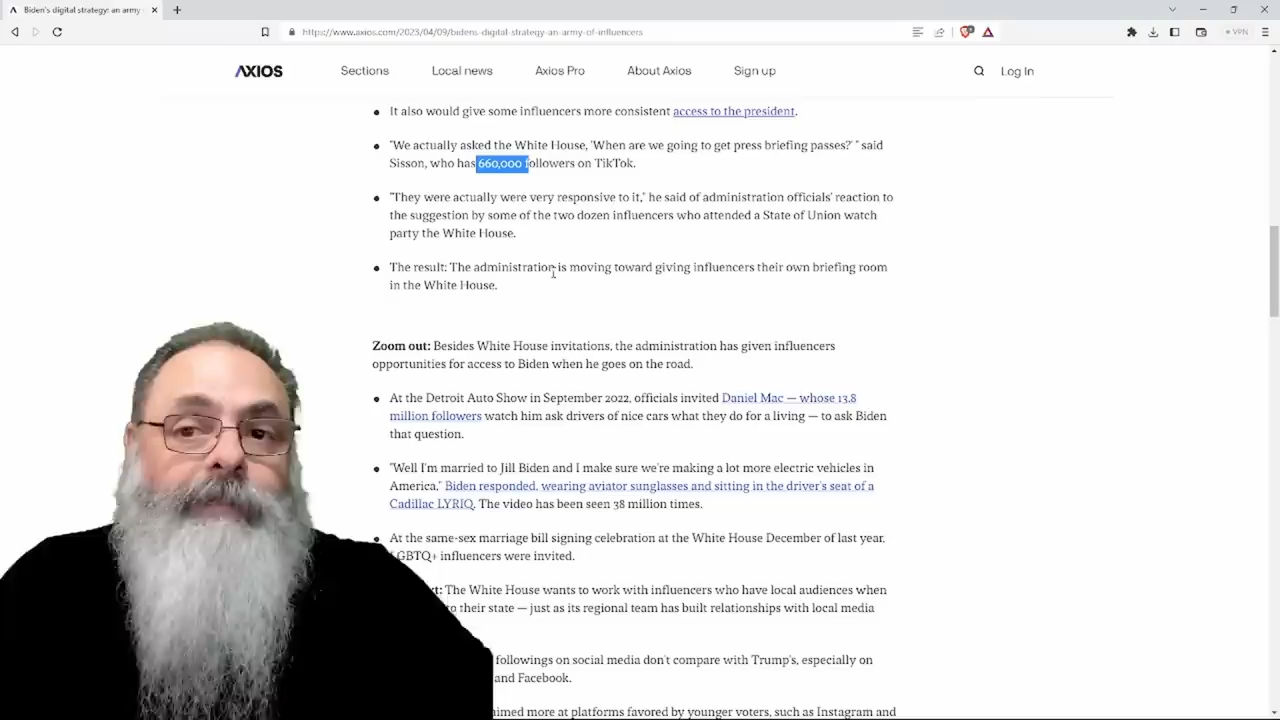 Biden's digital strategy: an army
https://www.axios.com/2023/04/09/bidens-digital-strategy-an-army-of-influencers
VPN
AXIOS
Sections
Local news
Axios Pro
About Axios
Sign up
Log In
It also would give some influencers more consistent access to the president.
"We actually asked the White House, 'When are we going to get press briefing passes?' " said
Sisson, who has 660,000 followers on TikTok.
"They were actually were very responsive to it," he said of administration officials' reaction to
the suggestion by some of the two dozen influencers who attended a State of Union watch
party the White House.
The result: The administration is moving toward giving influencers their own briefing room
in the White House.
Zoom out: Besides White House invitations, the administration has given influencers
opportunities for access to Biden when he goes on the road.
At the Detroit Auto Show in September 2022, officials invited Daniel Mac — whose 13.8
million followers watch him ask drivers of nice cars what they do for a living — to ask Biden
that question.
"Well I'm married to Jill Biden and I make sure we're making a lot more electric vehicles in
America," Biden responded, wearing aviator sunglasses and sitting in the driver's seat of a
Cadillac LYRIQ. The video has been seen 38 million times.
At the same-sex marriage bill signing celebration at the White House December of last year,
LGBTQ+ influencers were invited.
The White House wants to work with influencers who have local audiences when
to their state — just as its regional team has built relationships with local media
followings on social media don't compare with Trump's, especially on
and Facebook.
aimed more at platforms favored by younger voters, such as Instagram and